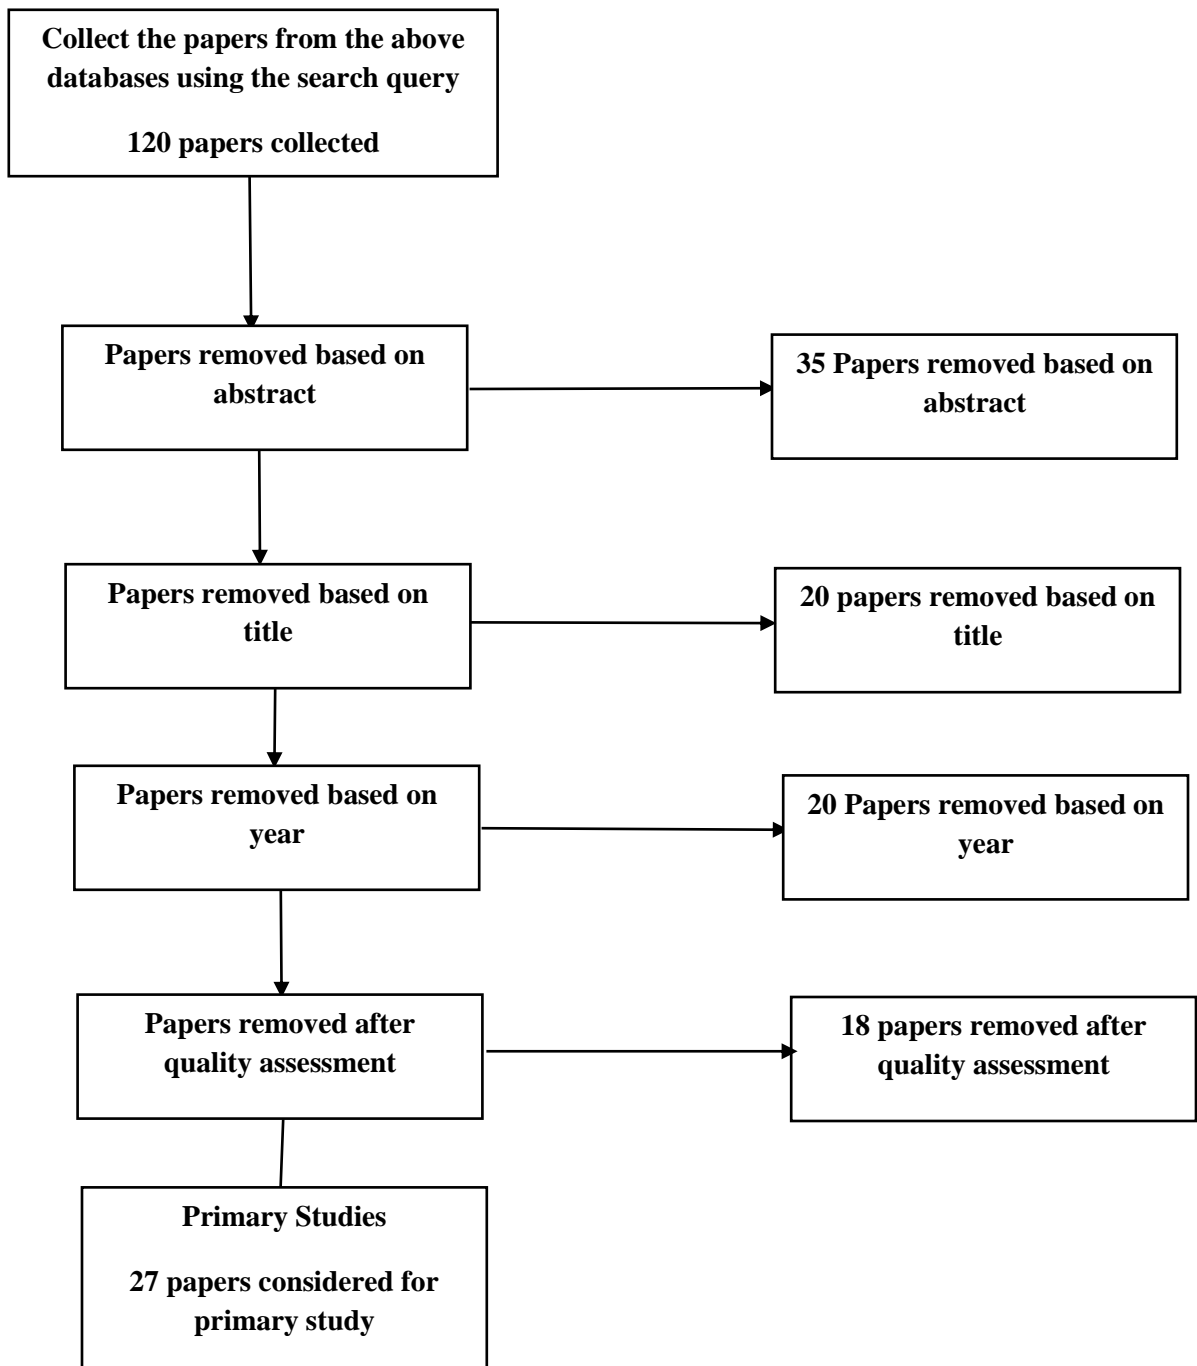 Collect the papers from the above
databases using the search query
120 papers collected
Papers removed based on
abstract
35 Papers removed based on
abstract
Papers removed based on
title
20 papers removed based on
title
Papers removed based on
year
20 Papers removed based on
year
Papers removed after
quality assessment
18 papers removed after
quality assessment
Primary Studies
27 papers considered for
primary study